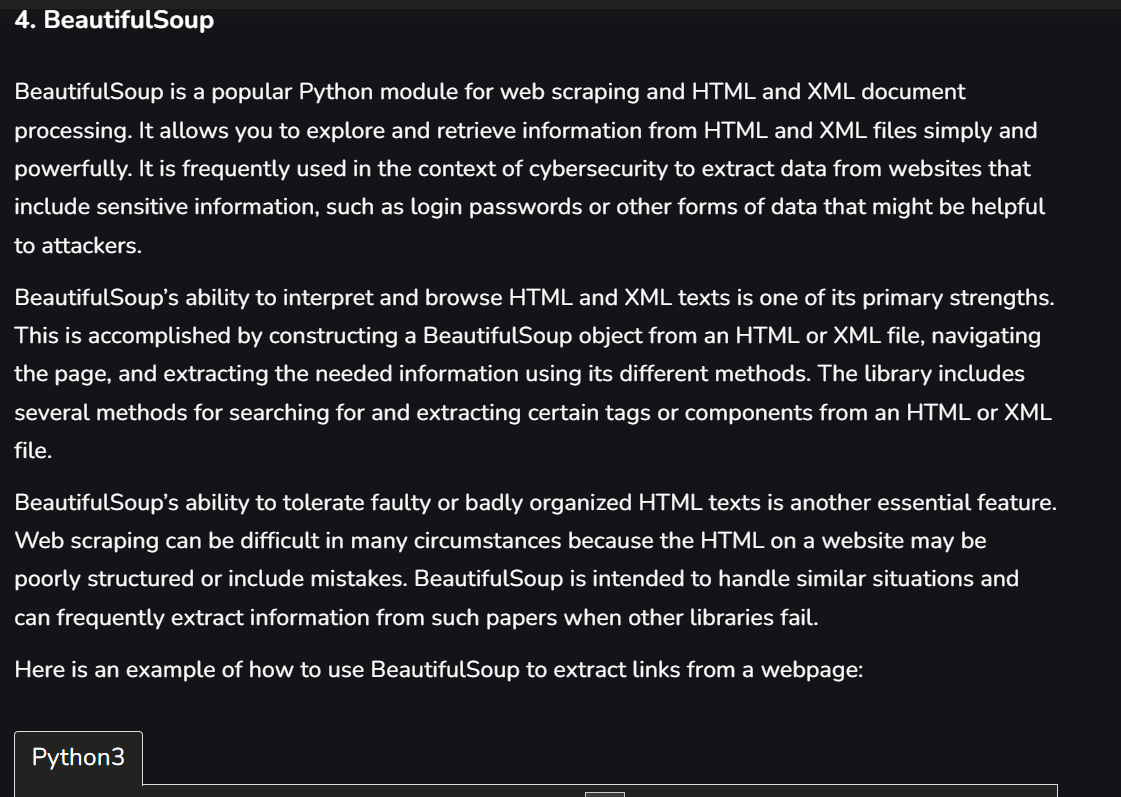 4. BeautifulSoup
BeautifulSoup is a popular Python module for web scraping and HTML and XML document
processing. It allows you to explore and retrieve information from HTML and XML files simply and
powerfully. It is frequently used in the context of cybersecurity to extract data from websites that
include sensitive information, such as login passwords or other forms of data that might be helpful
to attackers.
BeautifulSoup’s ability to interpret and browse HTML and XML texts is one of its primary strengths.
This is accomplished by constructing a BeautifulSoup object from an HTML or XML file, navigating
the page, and extracting the needed information using its different methods. The library includes
several methods for searching for and extracting certain tags or components from an HTML or XML
file.
BeautifulSoup’s ability to tolerate faulty or badly organized HTML texts is another essential feature.
Web scraping can be difficult in many circumstances because the HTML on a website may be
poorly structured or include mistakes. BeautifulSoup is intended to handle similar situations and
can frequently extract information from such papers when other libraries fail.
Here is an example of how to use BeautifulSoup to extract links from a webpage:
Python3